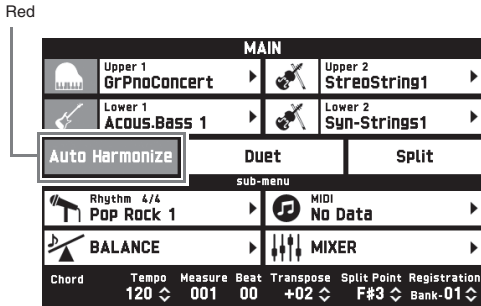 Red
MAIN
Upper 1
GrPnoConcert
Upper 2
StreoString1
Lower 1
Acous.Bass 1
Lower 2
Syn-Strings1
Auto Harmonize
Duet
Split
sub-menu
Rhythm 4/4
Pop Rock 1
MIDI
No Data
BALANCE
MIXER
Chord Tempo Measure Beat Transpose Split Point Registration
120 001 00 +02 F#3 Bank-01